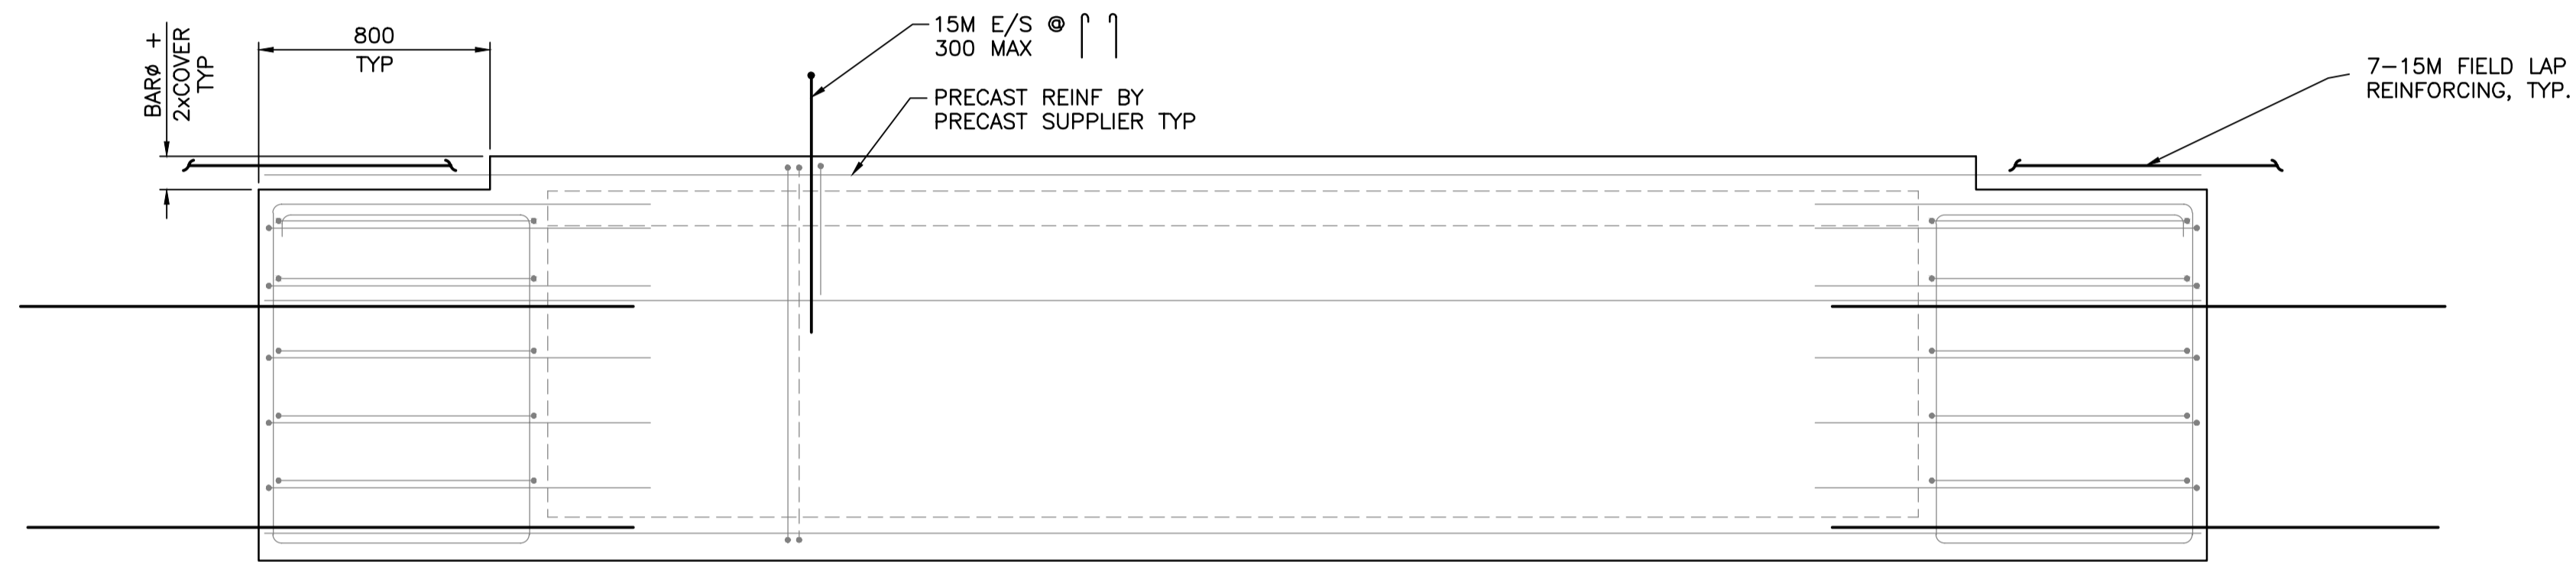 BARø +
2xCOVER
TYP
800
TYP
15M E/S @
300 MAX
PRECAST REINF BY
PRECAST SUPPLIER TYP
7-15M FIELD LAP
REINFORCING, TYP.